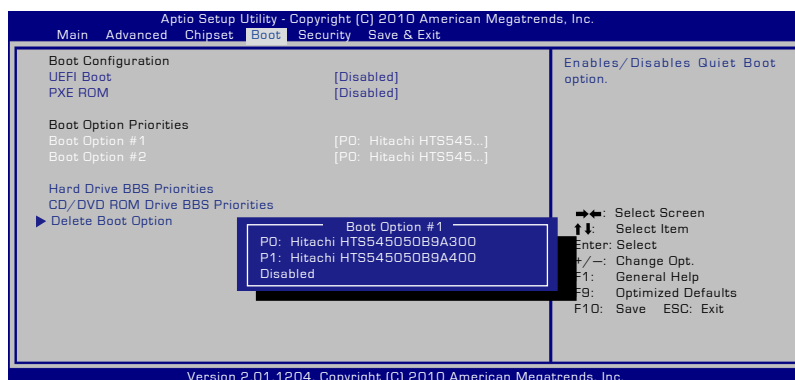 Aptio Setup Utility - Copyright (C) 2010 American Megatrends, Inc.
Main Advanced Chipset Boot Security Save & Exit
Boot Configuration
UEFI Boot [Disabled]
PXE ROM [Disabled]
Boot Option Priorities
Boot Option #1 [P0: Hitachi HTS545...]
Boot Option #2 [P0: Hitachi HTS545...]
Hard Drive BBS Priorities
CD/DVD ROM Drive BBS Priorities
Delete Boot Option
Boot Option #1
P0: Hitachi HTS545050B9A300
P1: Hitachi HTS545050B9A400
Disabled
Enables/Disables Quiet Boot
option.
: Select Screen
: Select Item
Enter: Select
+/—: Change Opt.
F1: General Help
F9: Optimized Defaults
F10: Save ESC: Exit
Version 2.01.1204. Copyright (C) 2010 American Megatrends, Inc.